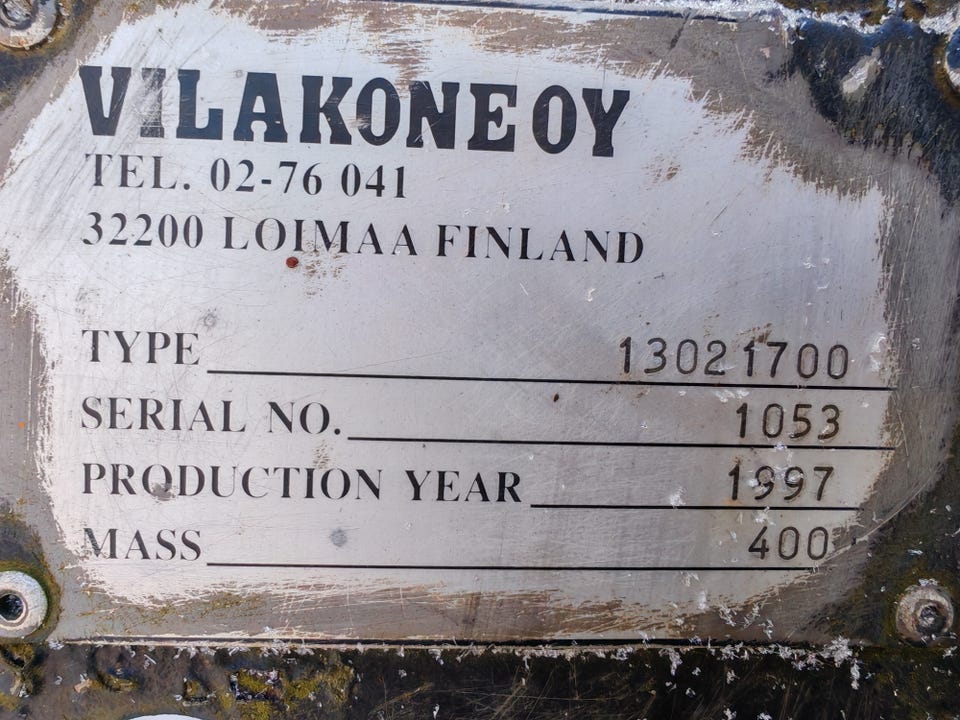 VILAKONE OY
TEL. 02-76 041
32200 LOIMAA FINLAND
TYPE 13021700
SERIAL NO. 1053
PRODUCTION YEAR 1997
MASS 400